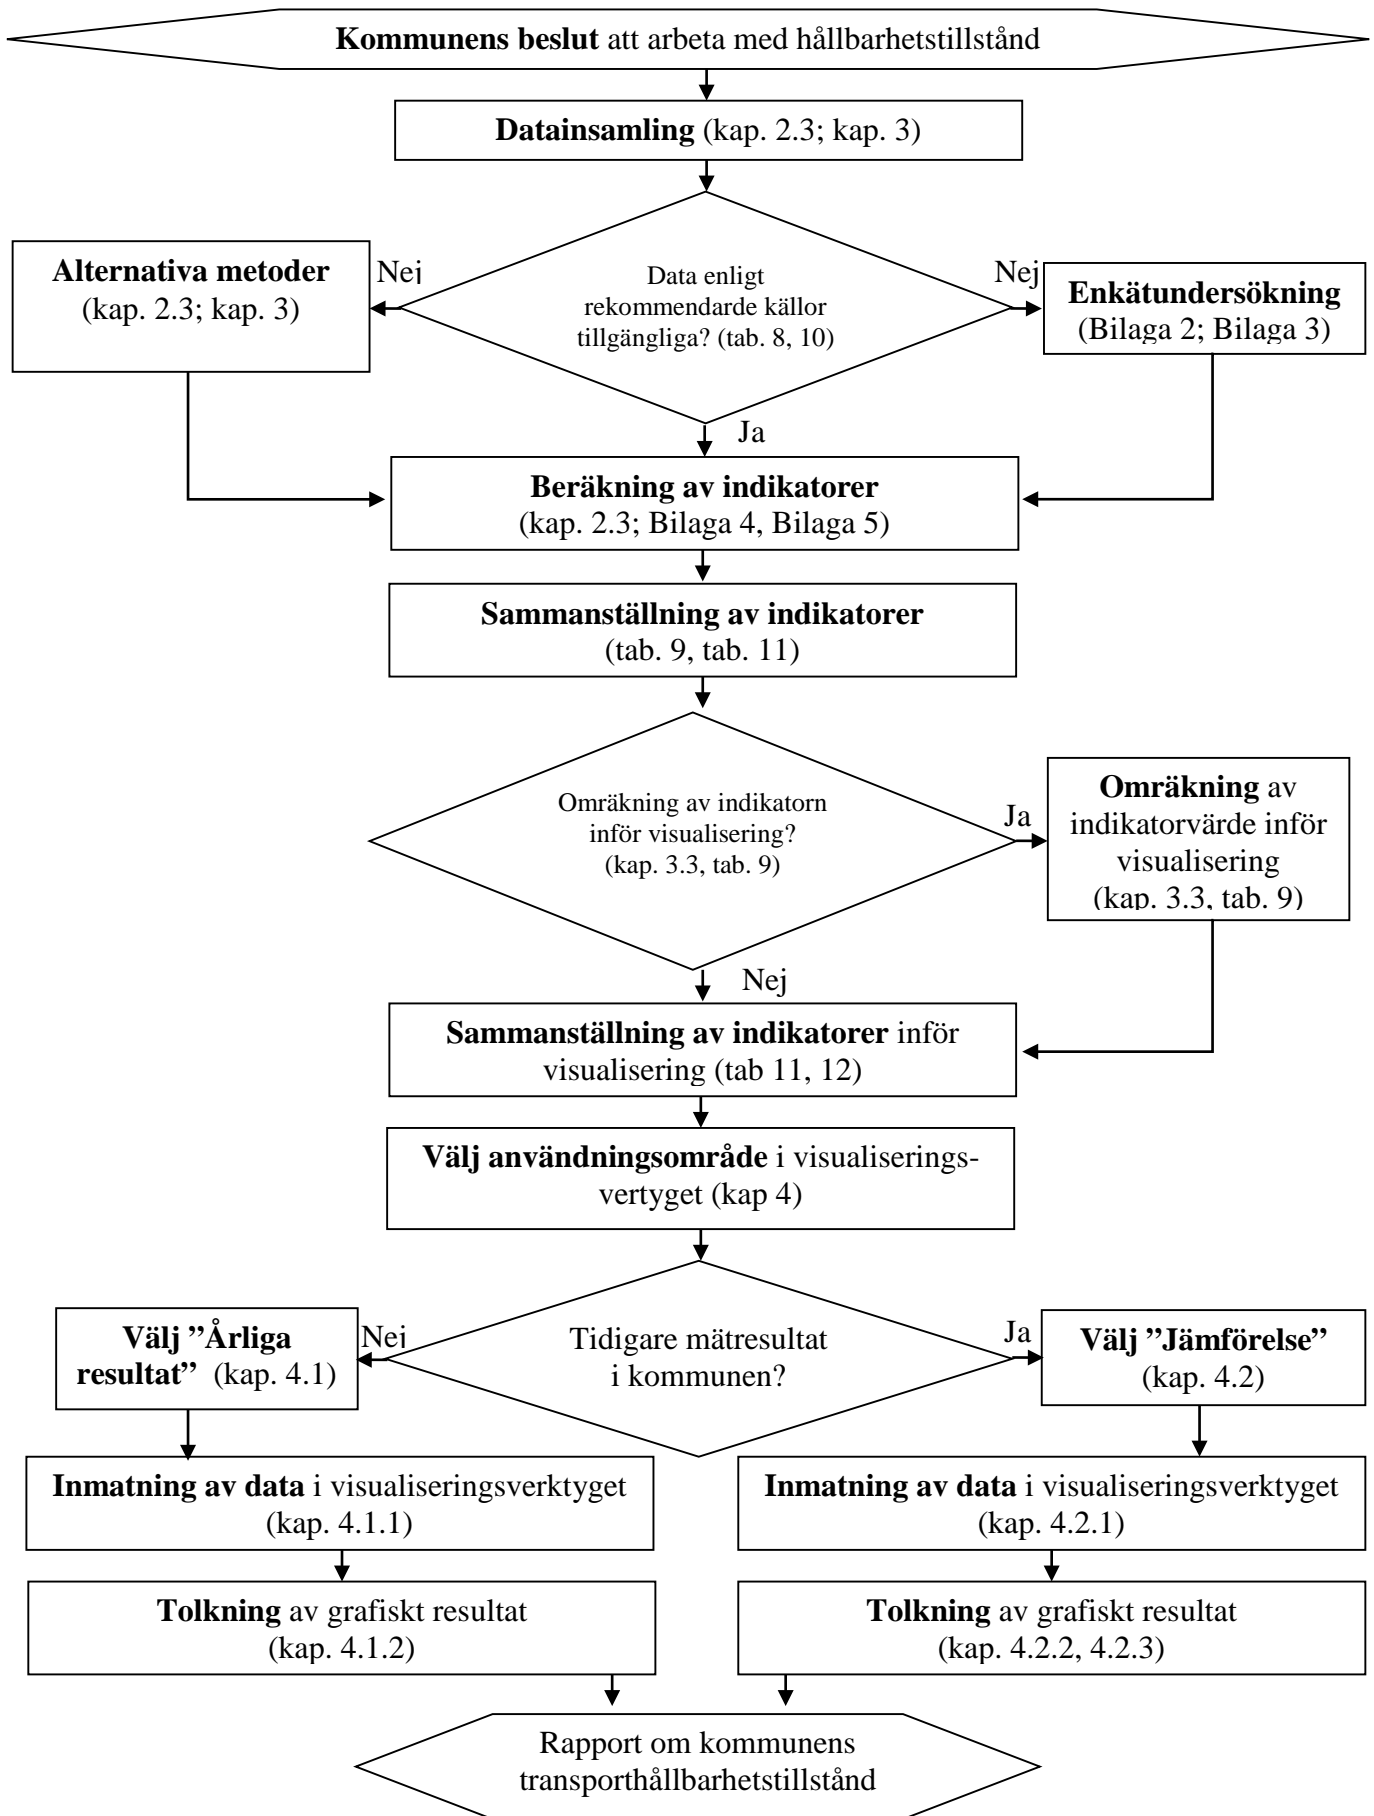 Kommunens beslut att arbeta med hållbarhetstillstånd
Datainsamling (kap. 2.3; kap. 3)
Alternativa metoder
(kap. 2.3; kap. 3)
Nej
Data enligt
rekommendarde källor
tillgängliga? (tab. 8, 10)
Nej
Enkätundersökning
(Bilaga 2; Bilaga 3)
Ja
Beräkning av indikatorer
(kap. 2.3; Bilaga 4, Bilaga 5)
Sammanställning av indikatorer
(tab. 9, tab. 11)
Omräkning av indikatorn
inför visualisering?
(kap. 3.3, tab. 9)
Ja
Omräkning av
indikatorvärde inför
visualisering
(kap. 3.3, tab. 9)
Nej
Sammanställning av indikatorer inför
visualisering (tab 11, 12)
Välj användningsområde i visualiserings-
vertyget (kap 4)
Välj ”Årliga
resultat” (kap. 4.1)
Nej
Tidigare mätresultat
i kommunen?
Ja
Välj ”Jämförelse”
(kap. 4.2)
Inmatning av data i visualiseringsverktyget
(kap. 4.1.1)
Inmatning av data i visualiseringsverktyget
(kap. 4.2.1)
Tolkning av grafiskt resultat
(kap. 4.1.2)
Tolkning av grafiskt resultat
(kap. 4.2.2, 4.2.3)
Rapport om kommunens
transporthållbarhetstillstånd